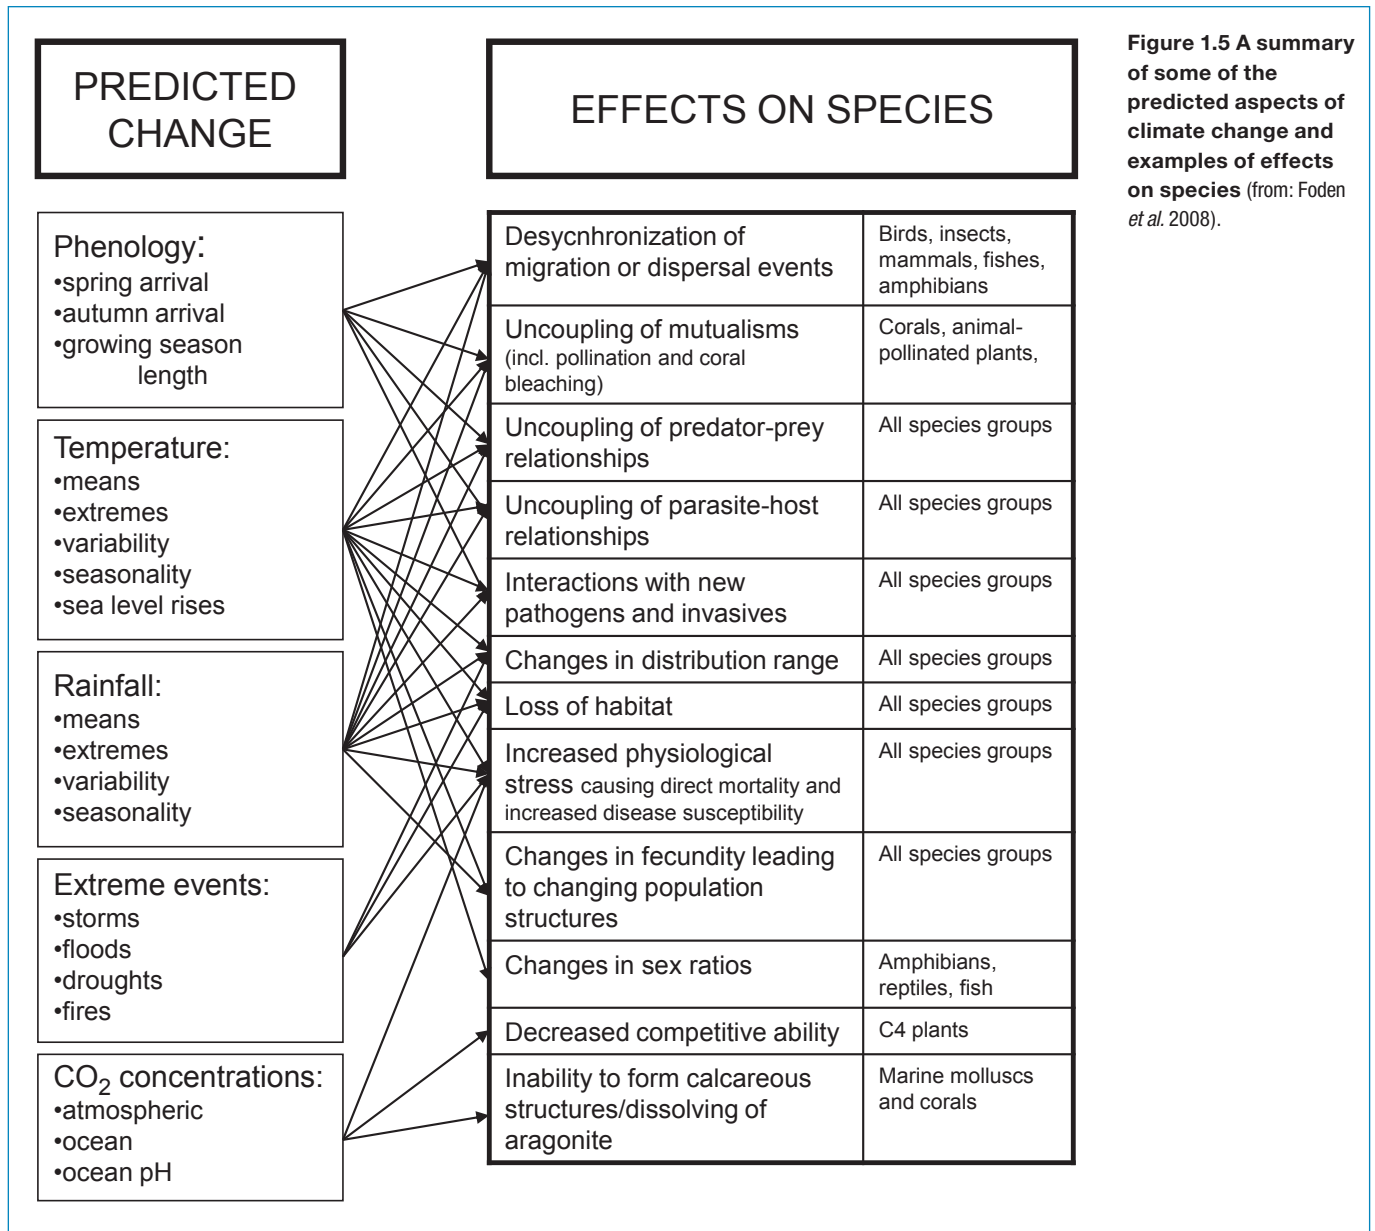 PREDICTED
CHANGE
EFFECTS ON SPECIES
Figure 1.5 A summary
of some of the
predicted aspects of
climate change and
examples of effects
on species (from: Foden
et al. 2008).
Phenology:
•spring arrival
•autumn arrival
•growing season
length
Temperature:
•means
•extremes
•variability
•seasonality
•sea level rises
Rainfall:
•means
•extremes
•variability
•seasonality
Extreme events:
•storms
•floods
•droughts
•fires
CO₂ concentrations:
•atmospheric
•ocean
•ocean pH
Desycnhronization of
migration or dispersal events
Birds, insects,
mammals, fishes,
amphibians
Uncoupling of mutualisms
(incl. pollination and coral
bleaching)
Corals, animal-
pollinated plants,
Uncoupling of predator-prey
relationships
All species groups
Uncoupling of parasite-host
relationships
All species groups
Interactions with new
pathogens and invasives
All species groups
Changes in distribution range
All species groups
Loss of habitat
All species groups
Increased physiological
stress causing direct mortality and
increased disease susceptibility
All species groups
Changes in fecundity leading
to changing population
structures
All species groups
Changes in sex ratios
Amphibians,
reptiles, fish
Decreased competitive ability
C4 plants
Inability to form calcareous
structures/dissolving of
aragonite
Marine molluscs
and corals